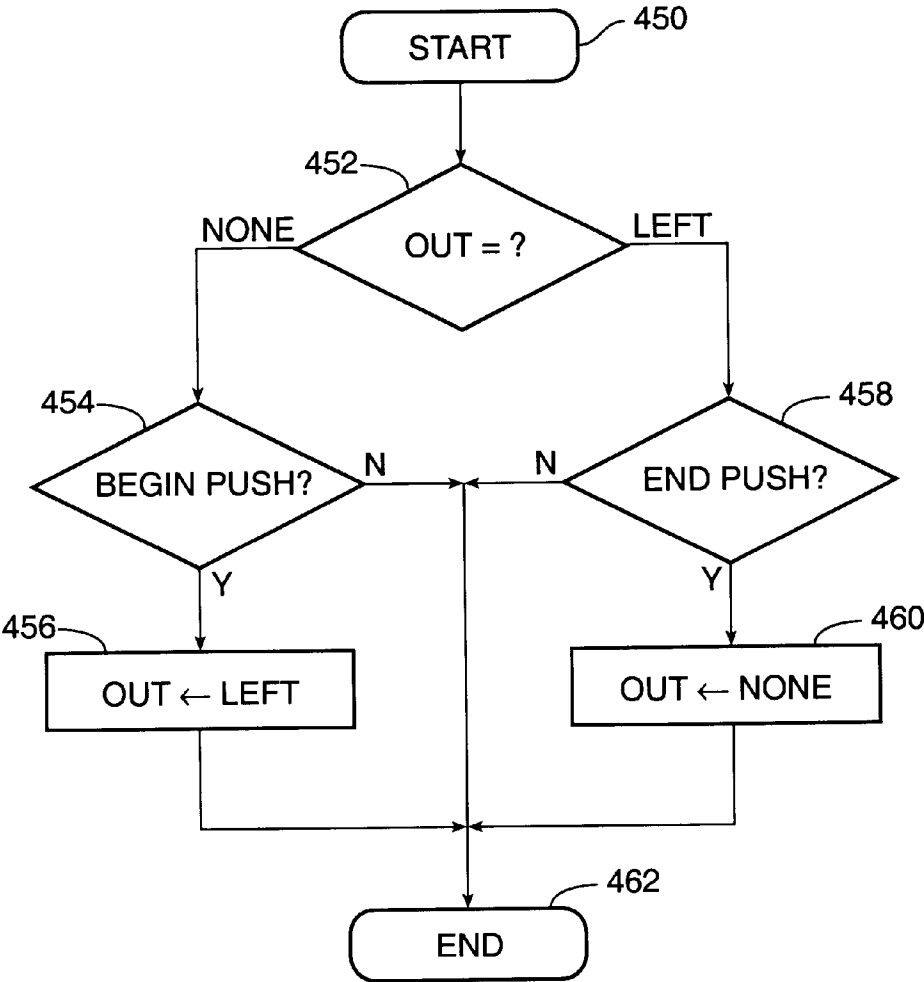 START
450
452
OUT = ?
NONE
LEFT
454
BEGIN PUSH?
N
N
458
END PUSH?
Y
Y
456
OUT ← LEFT
460
OUT ← NONE
462
END